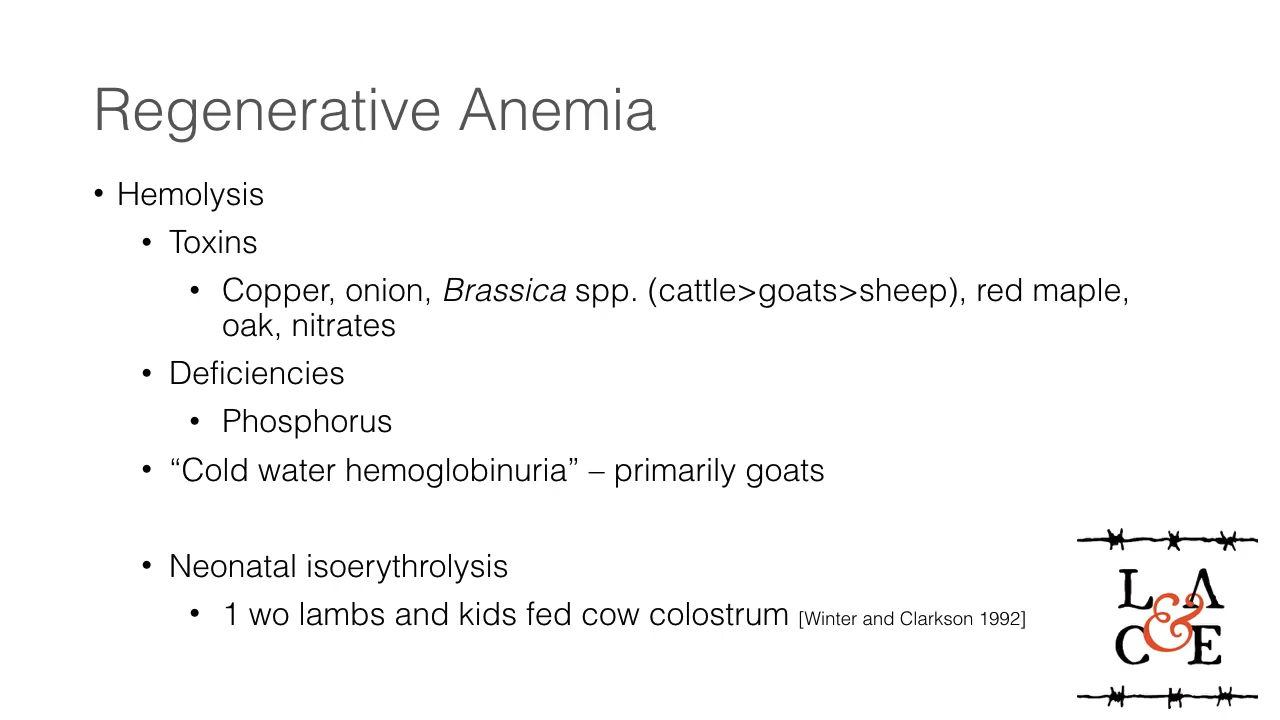 Regenerative Anemia
• Hemolysis
• Toxins
• Copper, onion, Brassica spp. (cattle>goats>sheep), red maple,
oak, nitrates
• Deficiencies
• Phosphorus
• “Cold water hemoglobinuria” – primarily goats
• Neonatal isoerythrolysis
• 1 wo lambs and kids fed cow colostrum [Winter and Clarkson 1992]
L A
&
C E